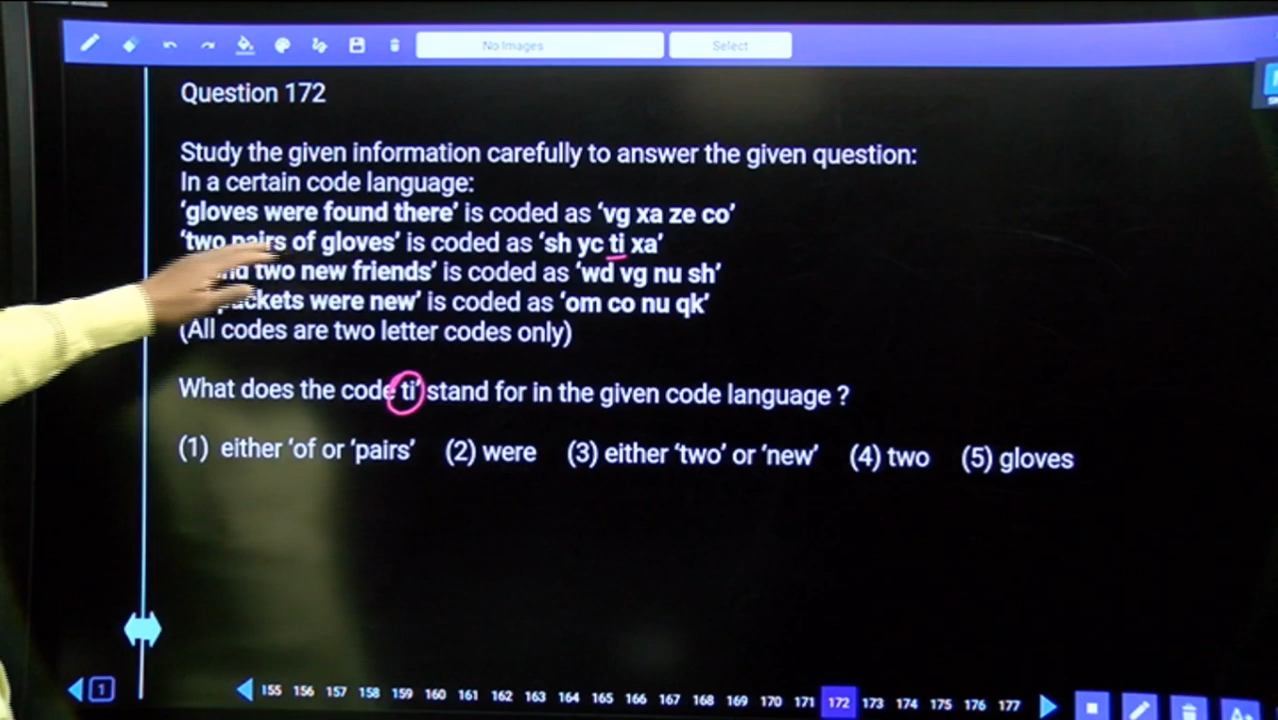 No Images Select
Question 172
Study the given information carefully to answer the given question:
In a certain code language:
‘gloves were found there’ is coded as ‘vg xa ze co’
‘two pairs of gloves’ is coded as ‘sh yc ti xa’
two new friends’ is coded as ‘wd vg nu sh’
were new’ is coded as ‘om co nu qk’
(All codes are two letter codes only)
What does the code ti’ stand for in the given code language ?
(1) either ‘of or ‘pairs’ (2) were (3) either ‘two’ or ‘new’ (4) two (5) gloves
1 155 156 157 158 159 160 161 162 163 164 165 166 167 168 169 170 171 172 173 174 175 176 177